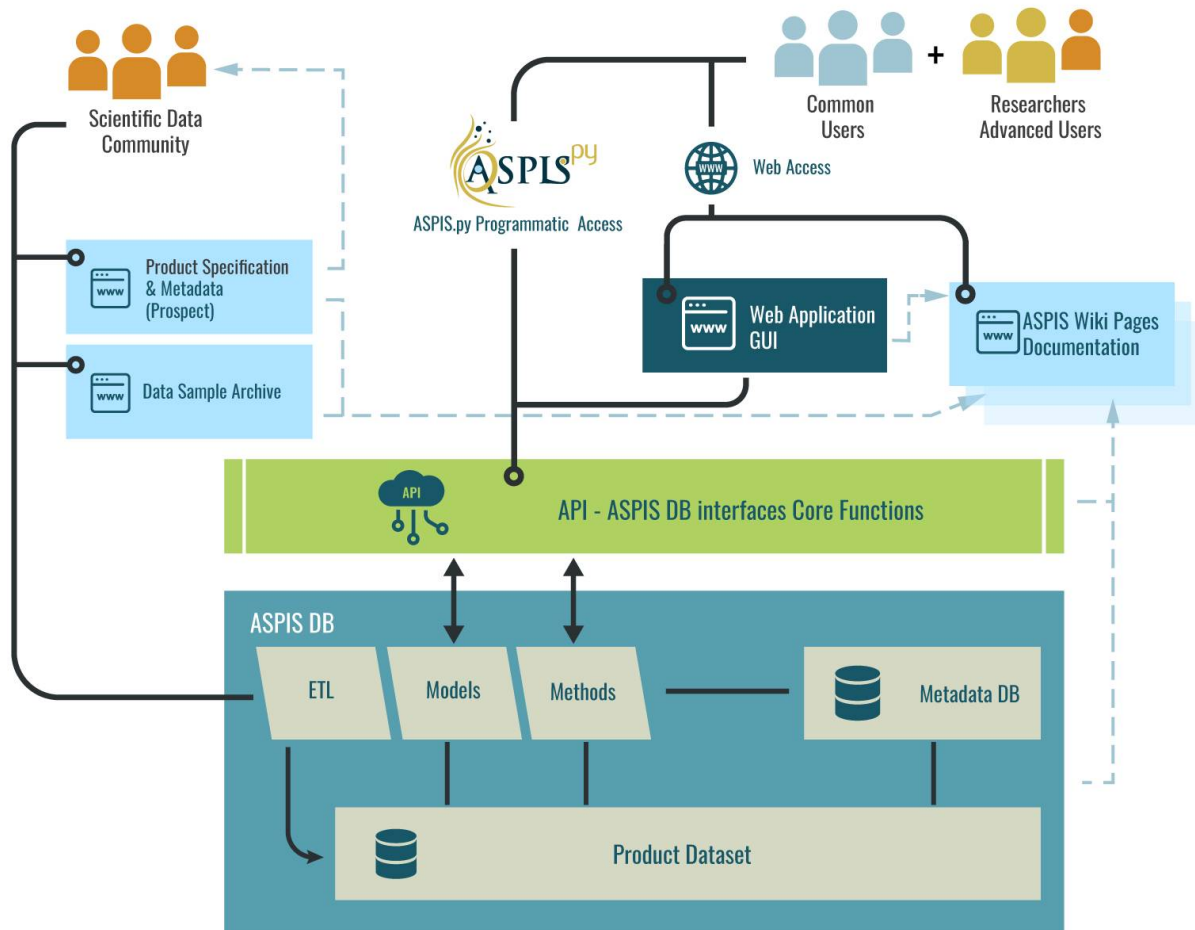 Scientific Data
Community
Common
Users
+
Researchers
Advanced Users
ASPIS.py
ASPIS.py Programmatic Access
WWW
Web Access
www
Product Specification
& Metadata
(Prospect)
www
Data Sample Archive
www
Web Application
GUI
www
ASPIS Wiki Pages
Documentation
API
API - ASPIS DB interfaces Core Functions
ASPIS DB
ETL
Models
Methods
Metadata DB
Product Dataset